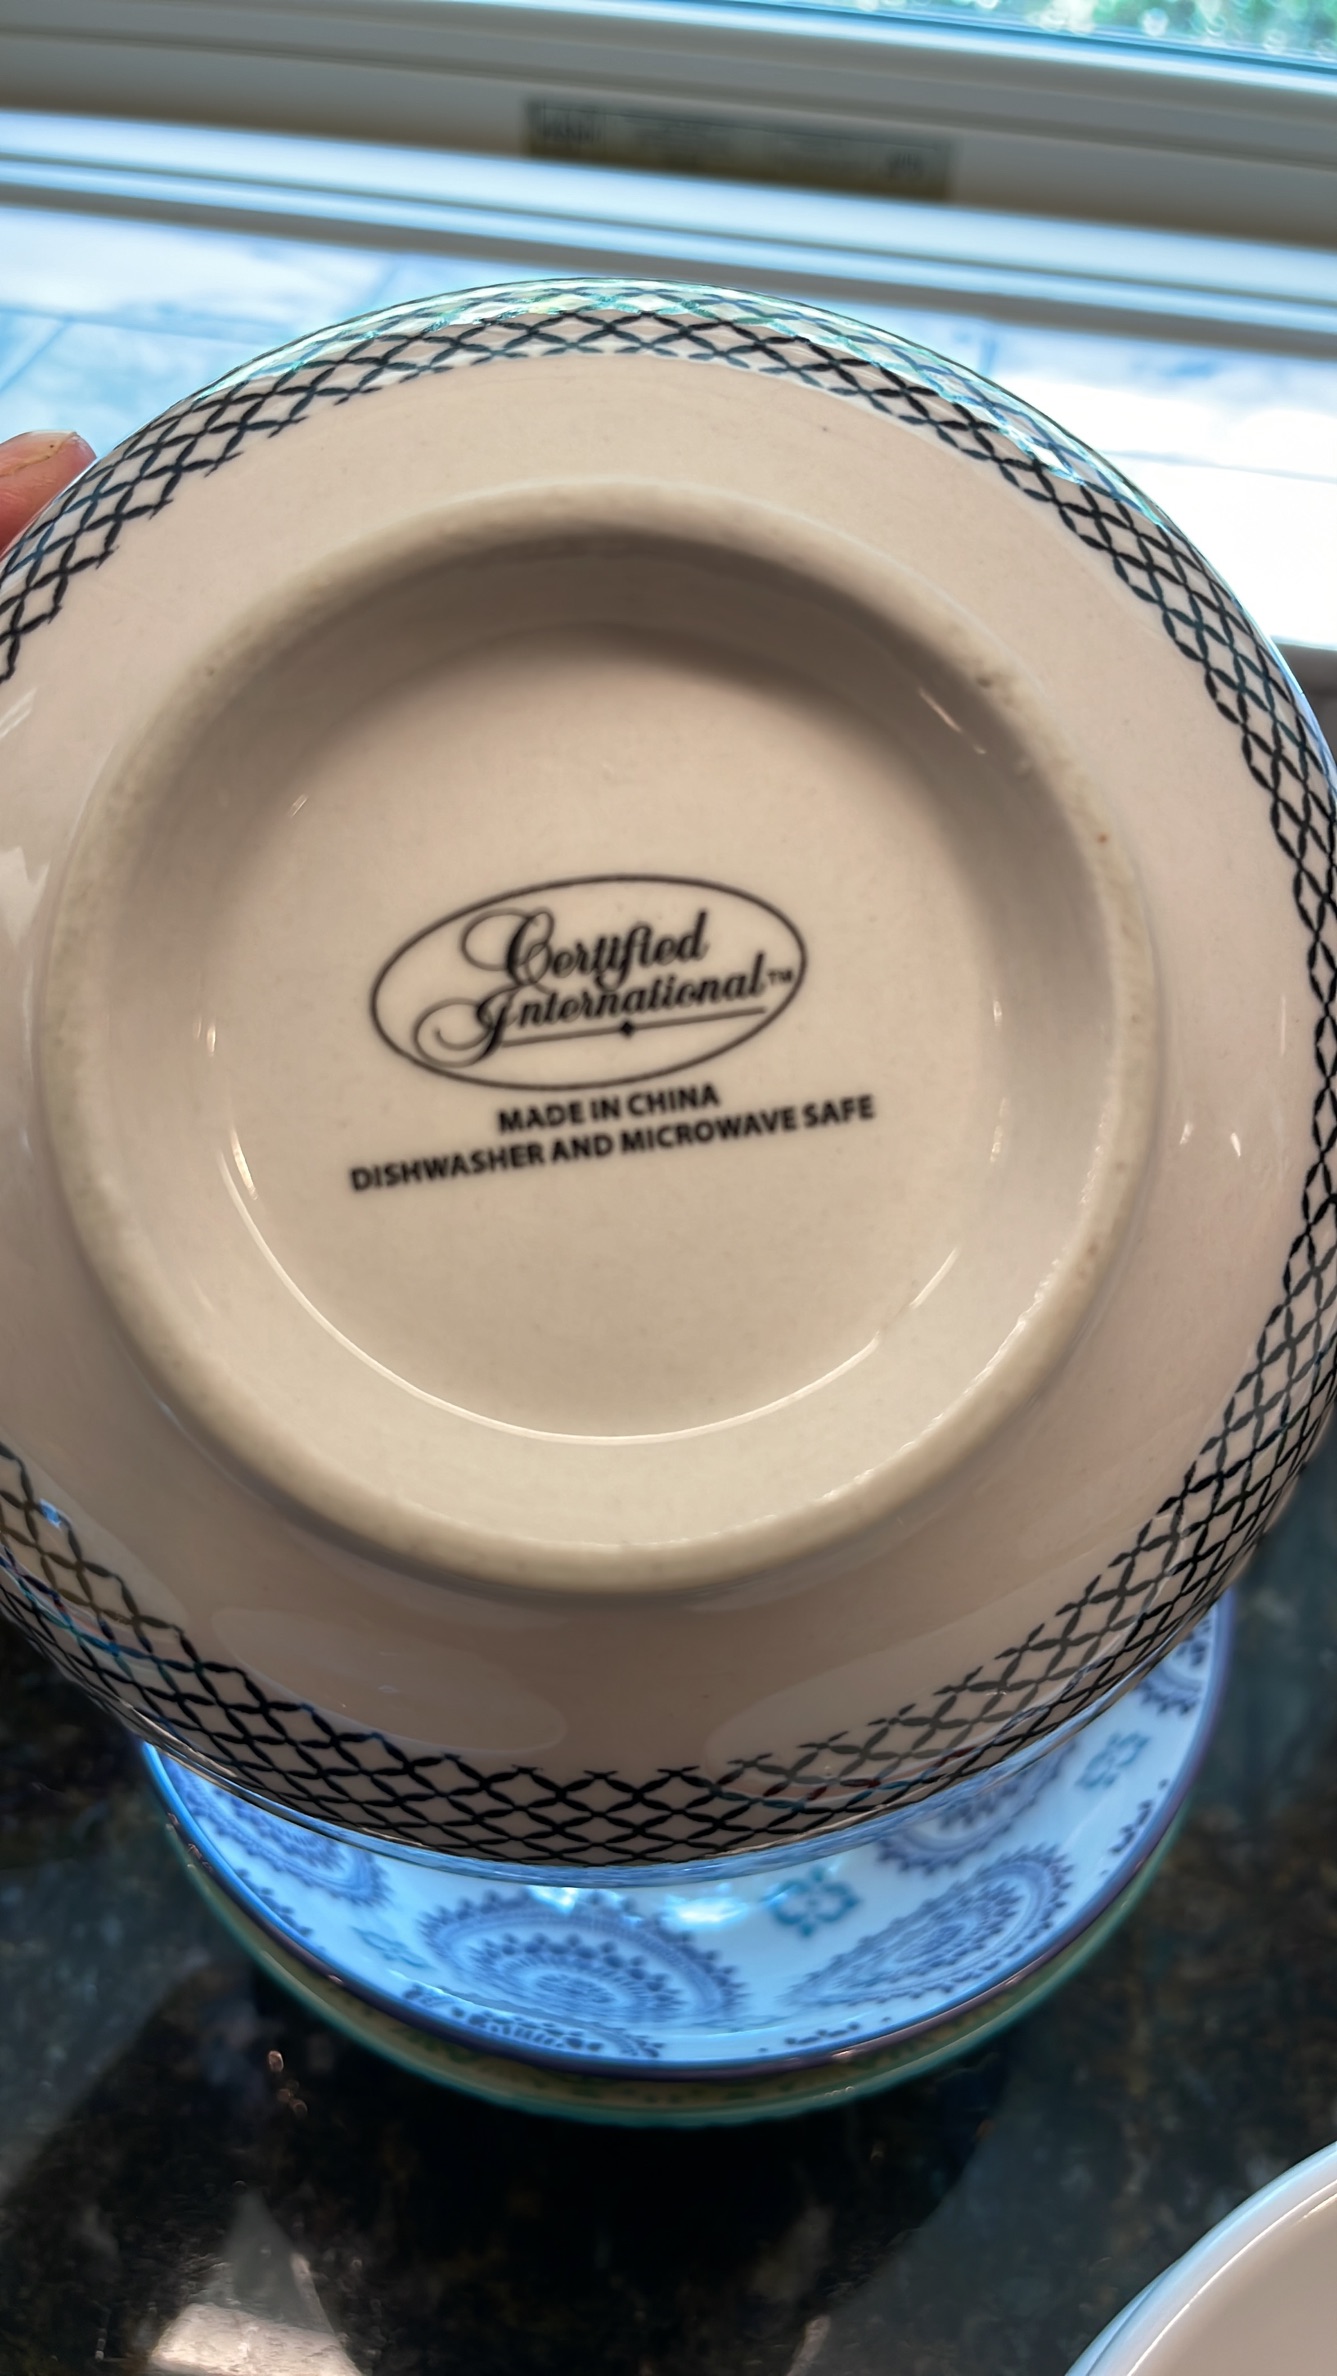 Certified
International™
MADE IN CHINA
DISHWASHER AND MICROWAVE SAFE